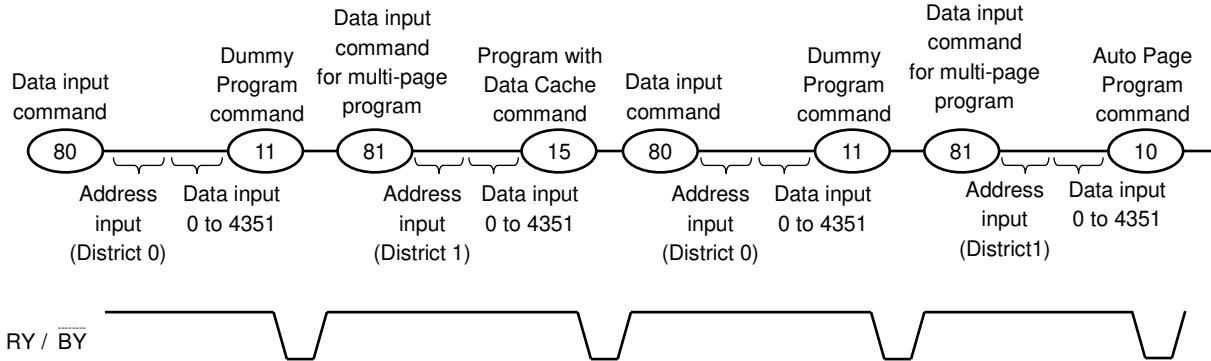 Data input
command
Dummy
Program
command
Data input
command
for multi-page
program
Program with
Data Cache
command
Data input
command
Dummy
Program
command
Data input
command
for multi-page
program
Auto Page
Program
command
80
11
81
15
80
11
81
10
Address
input
(District 0)
Data input
0 to 4351
Address
input
(District 1)
Data input
0 to 4351
Address
input
(District 0)
Data input
0 to 4351
Address
input
(District1)
Data input
0 to 4351
RY / BY